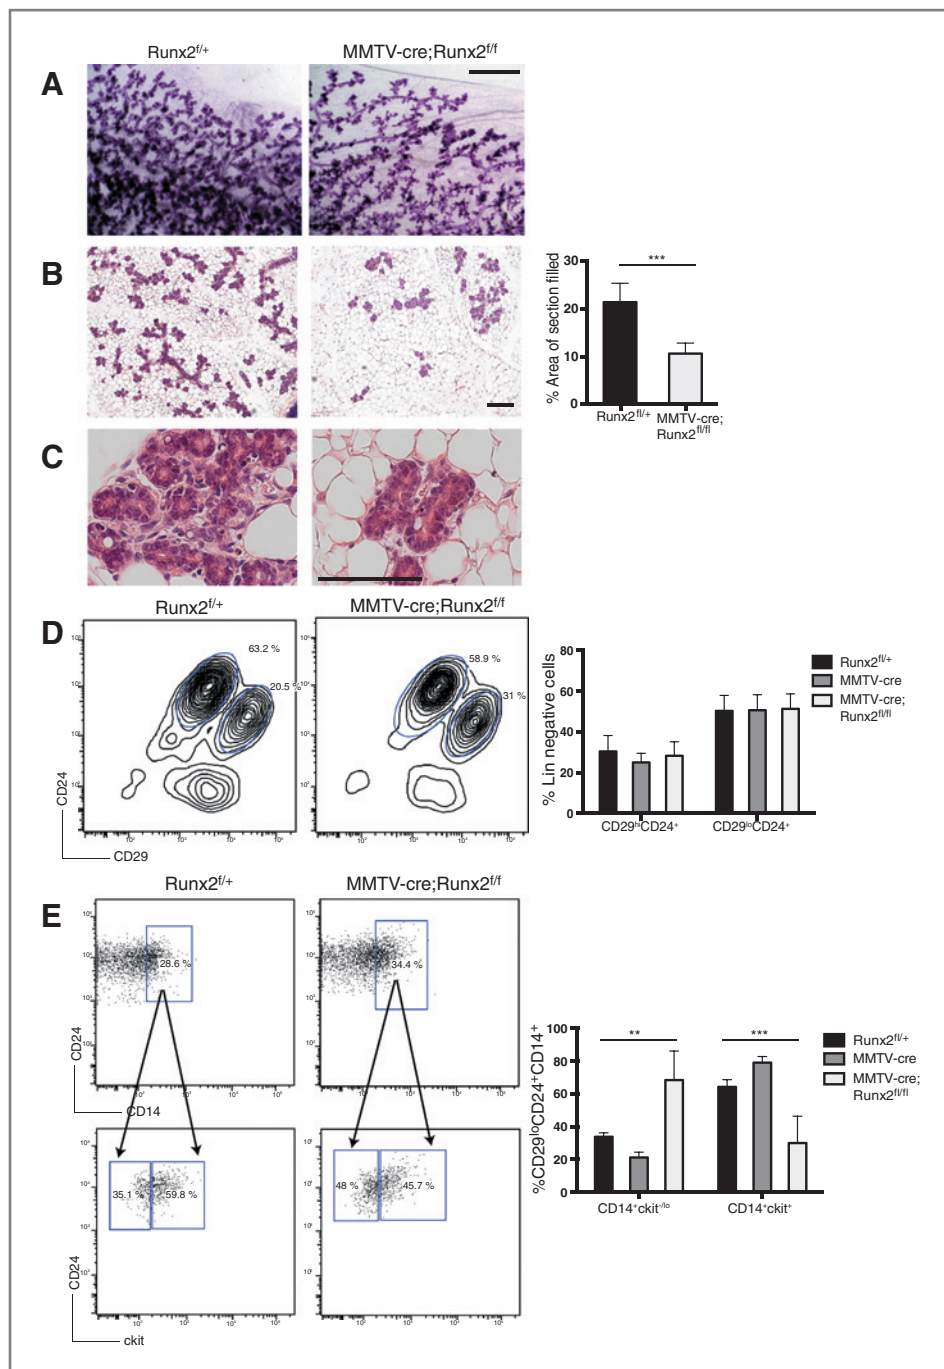 Runx2f/+ MMTV-cre;Runx2f/f
A
B
% Area of section filled
30
20
10
0
***
Runx2fl/+ MMTV-cre;
Runx2fl/fl
C
Runx2f/+ MMTV-cre;Runx2f/f
D
63.2 %
20.5 %
58.9 %
31 %
CD24
CD29
% Lin negative cells
80
60
40
20
0
CD29hiCD24+ CD29loCD24+
Runx2fl/+
MMTV-cre
MMTV-cre;
Runx2fl/fl
Runx2f/+ MMTV-cre;Runx2f/f
E
28.6 %
34.4 %
CD24
CD14
35.1 % 59.8 %
48 % 45.7 %
CD24
ckit
%CD29loCD24+CD14+
100
80
60
40
20
0
** ***
CD14+ckit-/lo CD14+ckit+
Runx2fl/+
MMTV-cre
MMTV-cre;
Runx2fl/fl